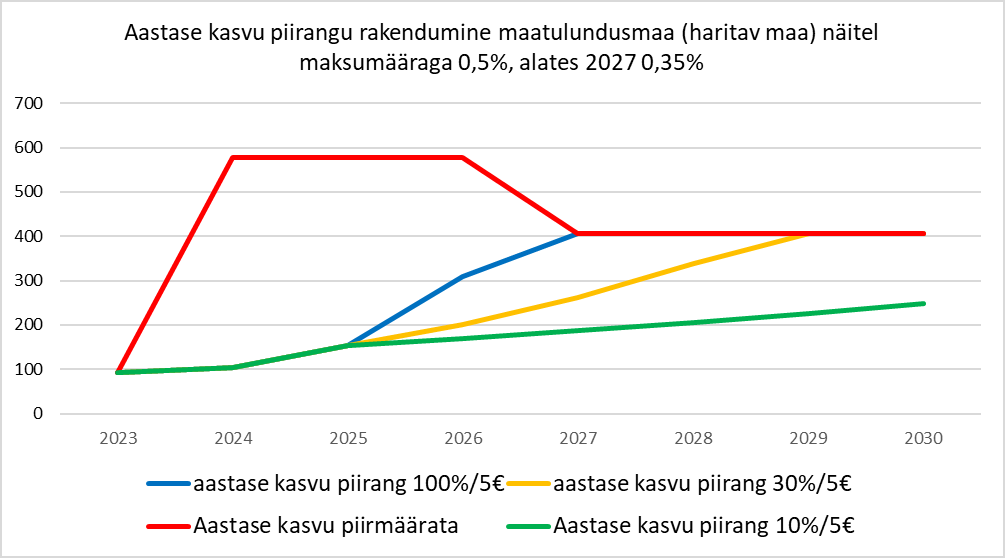 Aastase kasvu piirangu rakendumine maatulundusmaa (haritav maa) näitel
maksumääraga 0,5%, alates 2027 0,35%
700
600
500
400
300
200
100
0
2023 2024 2025 2026 2027 2028 2029 2030
aastase kasvu piirang 100%/5€ aastase kasvu piirang 30%/5€
Aastase kasvu piirmäärata Aastase kasvu piirang 10%/5€